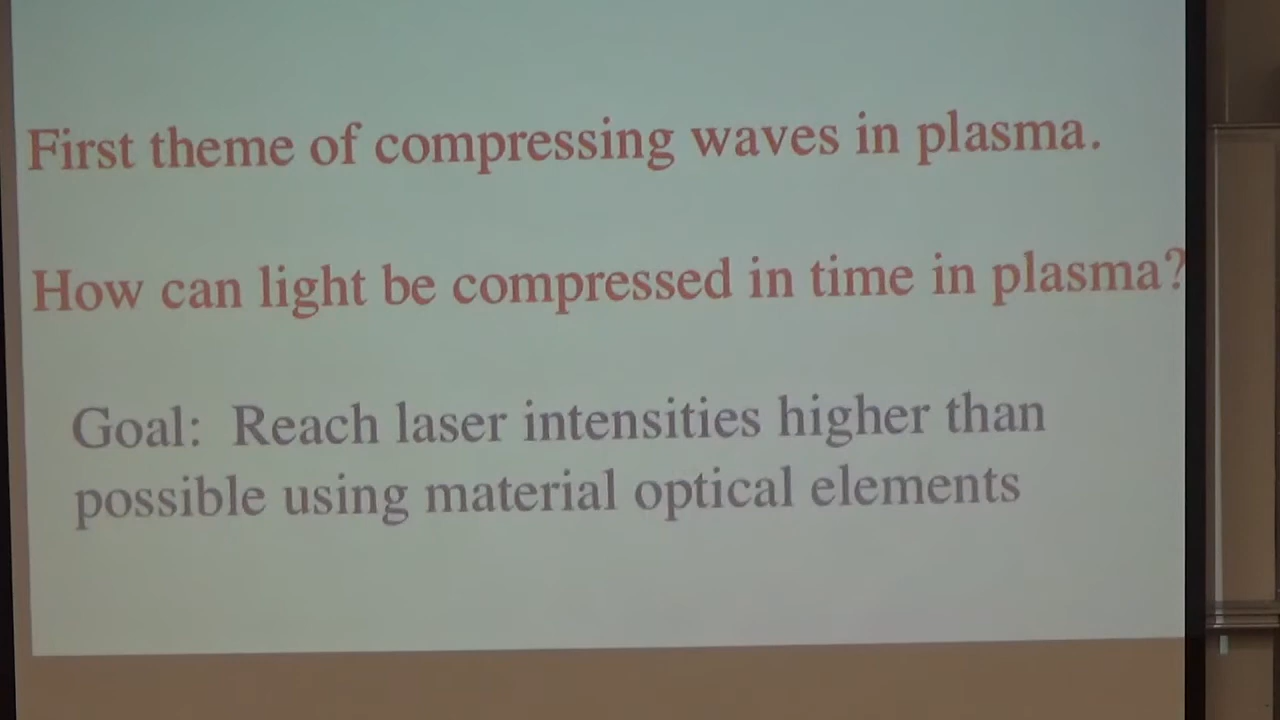 First theme of compressing waves in plasma.
How can light be compressed in time in plasma?
Goal: Reach laser intensities higher than
possible using material optical elements